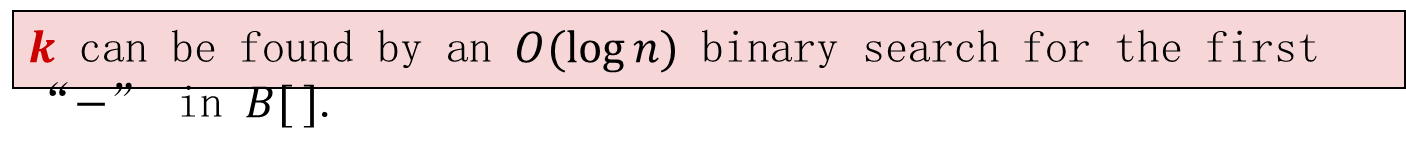 k can be found by an O(log n) binary search for the first
“−” in B[].